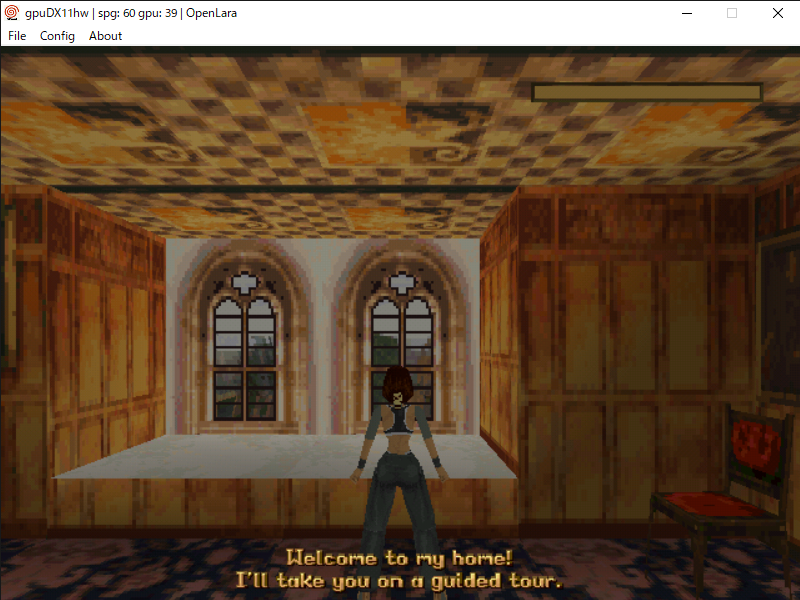 gpuDX11hw | spg: 60 gpu: 39 | OpenLara
File Config About
Welcome to my home!
I'll take you on a guided tour.